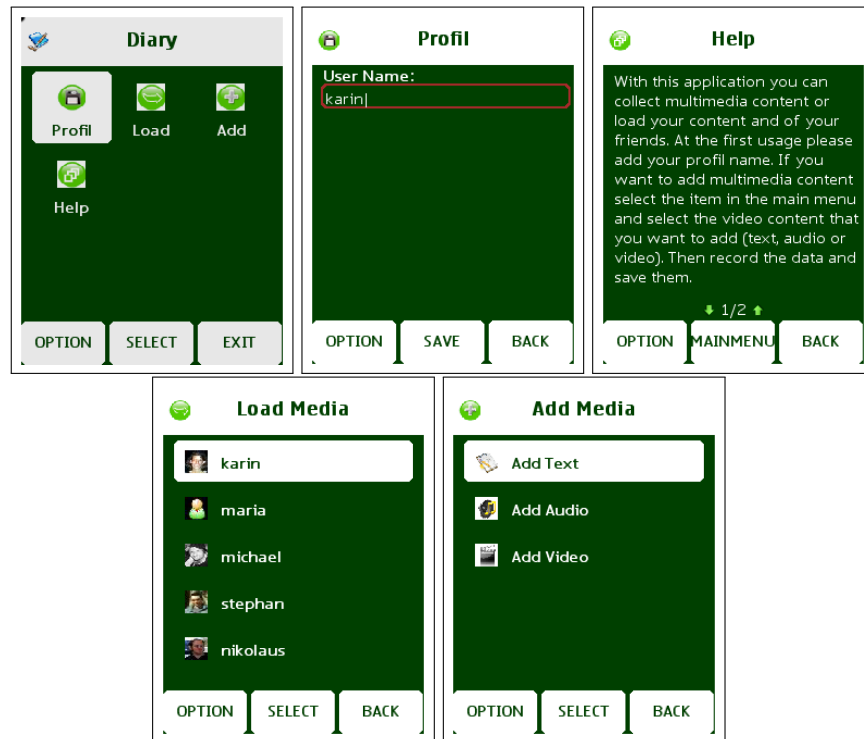 Diary
Profil
Load
Add
Help
OPTION
SELECT
EXIT
Profil
User Name:
karin
OPTION
SAVE
BACK
Help
With this application you can
collect multimedia content or
load your content and of your
friends. At the first usage please
add your profil name. If you
want to add multimedia content
select the item in the main menu
and select the video content that
you want to add (text, audio or
video). Then record the data and
save them.
1/2
OPTION
MAINMENU
BACK
Load Media
karin
maria
michael
stephan
nikolaus
OPTION
SELECT
BACK
Add Media
Add Text
Add Audio
Add Video
OPTION
SELECT
BACK